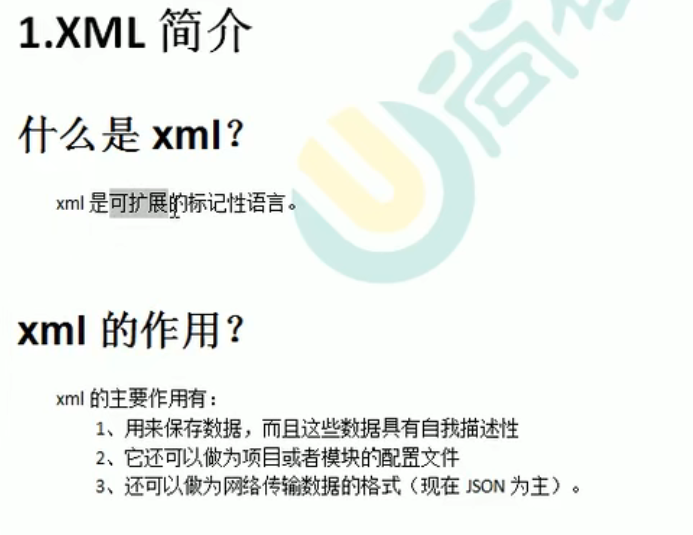 1.XML 简介
什么是 xml？
xml 是可扩展的标记性语言。
xml 的作用？
xml 的主要作用有：
1、用来保存数据，而且这些数据具有自我描述性
2、它还可以做为项目或者模块的配置文件
3、还可以做为网络传输数据的格式（现在 JSON 为主）。
尚